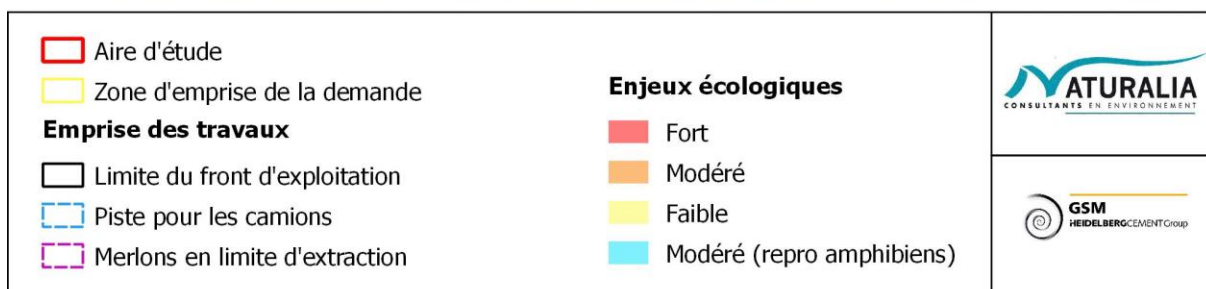 Aire d'étude
Zone d'emprise de la demande
Emprise des travaux
Limite du front d'exploitation
Piste pour les camions
Merlons en limite d'extraction
Enjeux écologiques
Fort
Modéré
Faible
Modéré (repro amphibiens)
NATURALIA
CONSULTANTS EN ENVIRONNEMENT
GSM
HEIDELBERGCEMENT Group